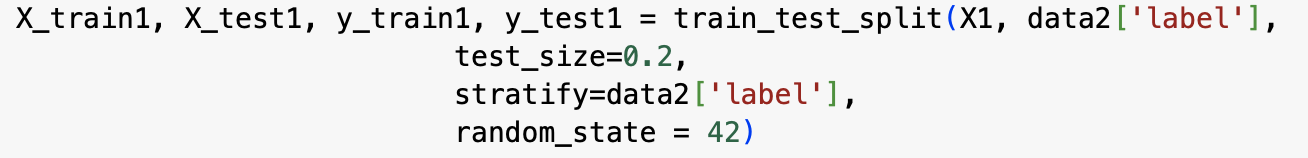 X_train1, X_test1, y_train1, y_test1 = train_test_split(X1, data2['label'],
test_size=0.2,
stratify=data2['label'],
random_state = 42)